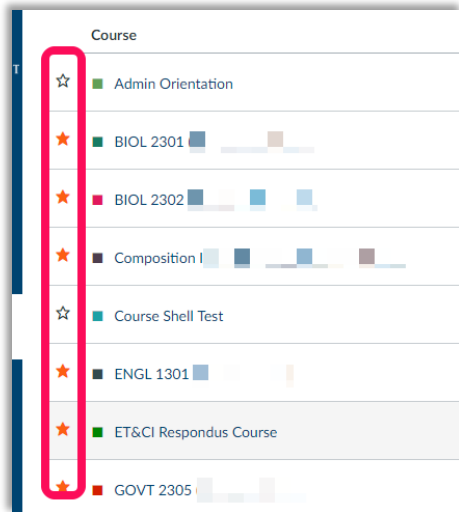 Course
T
Admin Orientation
BIOL 2301
BIOL 2302
Composition I
Course Shell Test
ENGL 1301
ET&CI Respondus Course
GOVT 2305